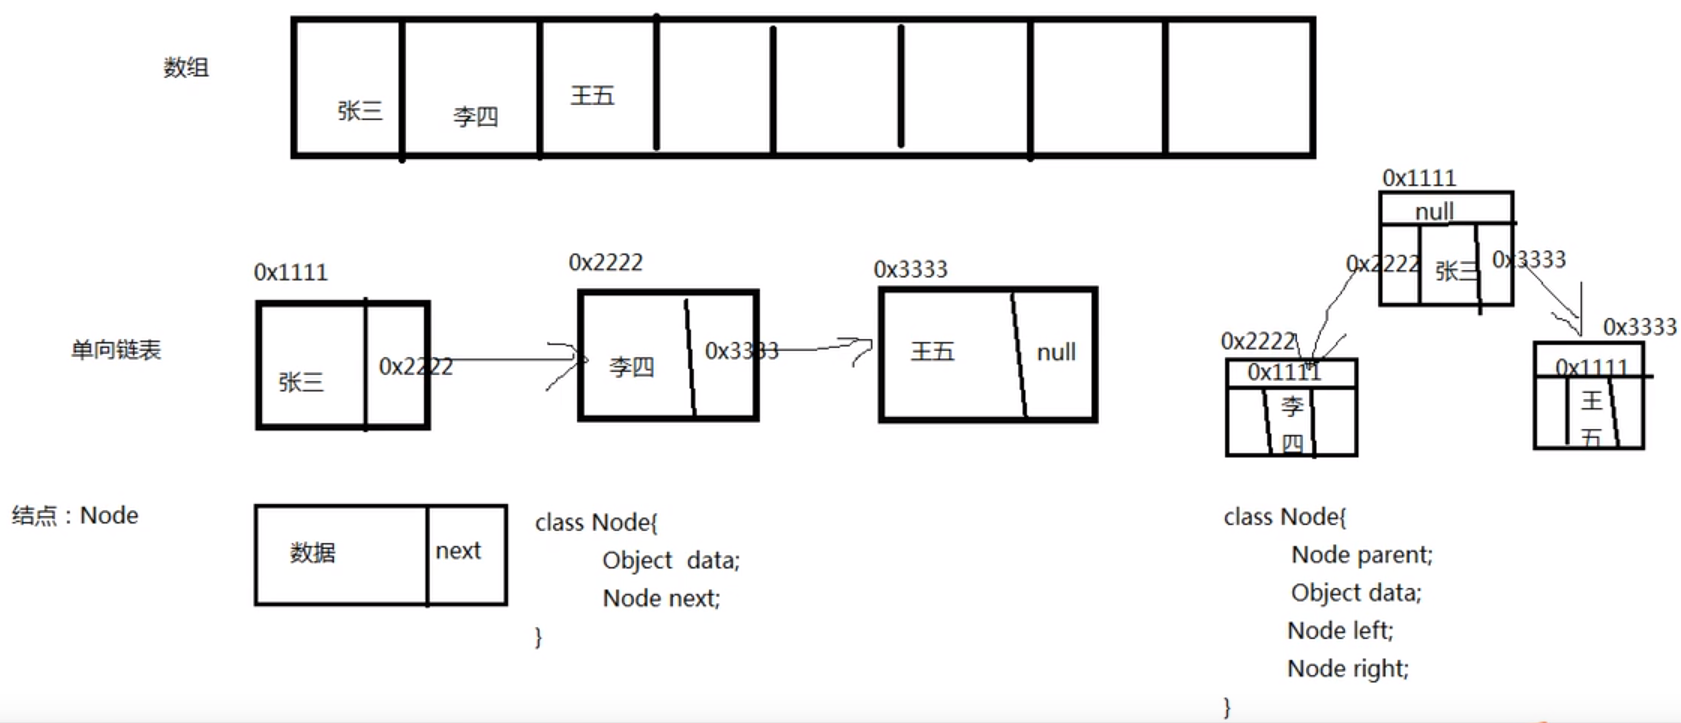 数组
张三
李四
王五
0x1111
null
0x2222
张三
0x3333
0x2222
0x1111
李
四
0x3333
0x1111
王
五
单向链表
0x1111
张三
0x2222
0x2222
李四
0x3333
0x3333
王五
null
结点：Node
数据
next
class Node{
Object data;
Node next;
}
class Node{
Node parent;
Object data;
Node left;
Node right;
}